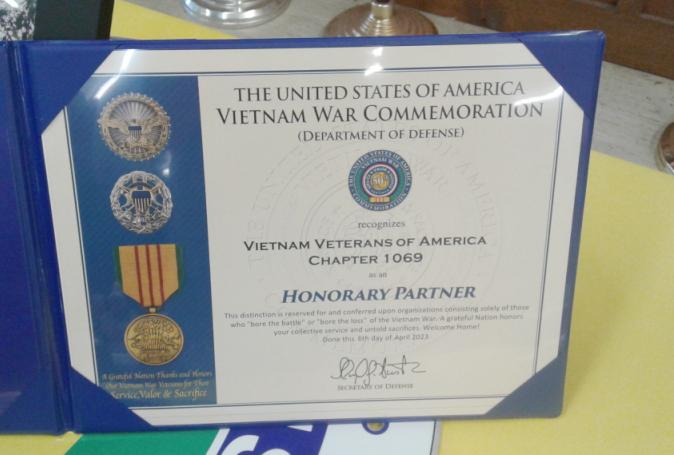 THE UNITED STATES OF AMERICA
VIETNAM WAR COMMEMORATION
(DEPARTMENT OF DEFENSE)
recognizes
VIETNAM VETERANS OF AMERICA
CHAPTER 1069
as an
HONORARY PARTNER
This distinction is reserved for and conferred upon organizations consisting solely of those
who "bore the battle" or "bore the loss" of the Vietnam War. A grateful Nation honors
your collective service and untold sacrifices. Welcome Home!
Done this 6th day of April 2023
SECRETARY OF DEFENSE
A Grateful Nation Thanks and Honors
Our Vietnam War Veterans for Their
Service, Valor & Sacrifice